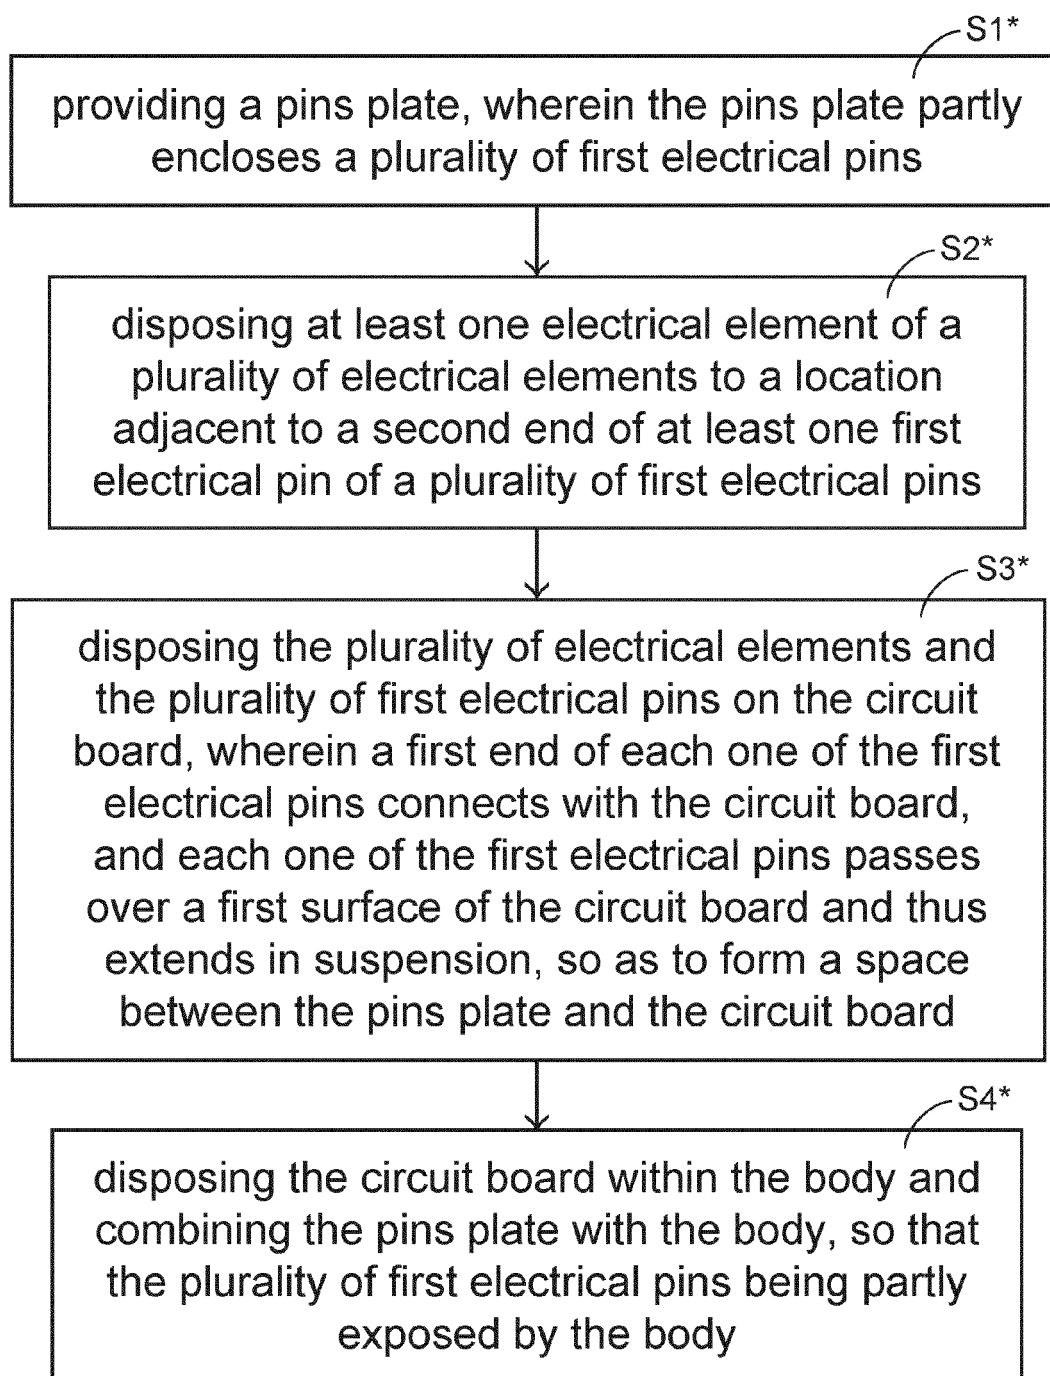 S1*
providing a pins plate, wherein the pins plate partly
encloses a plurality of first electrical pins
S2*
disposing at least one electrical element of a
plurality of electrical elements to a location
adjacent to a second end of at least one first
electrical pin of a plurality of first electrical pins
S3*
disposing the plurality of electrical elements and
the plurality of first electrical pins on the circuit
board, wherein a first end of each one of the first
electrical pins connects with the circuit board,
and each one of the first electrical pins passes
over a first surface of the circuit board and thus
extends in suspension, so as to form a space
between the pins plate and the circuit board
S4*
disposing the circuit board within the body and
combining the pins plate with the body, so that
the plurality of first electrical pins being partly
exposed by the body